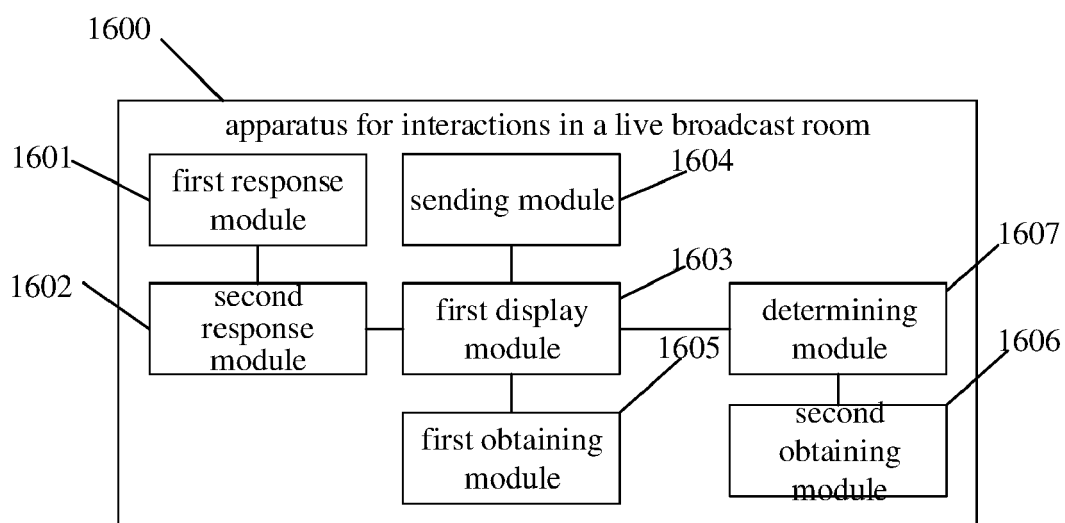 1600
apparatus for interactions in a live broadcast room
1601
first response
module
1604
sending module
1607
1602
second
response
module
1603
first display
module
determining
module
1605
1606
first obtaining
module
second
obtaining
module